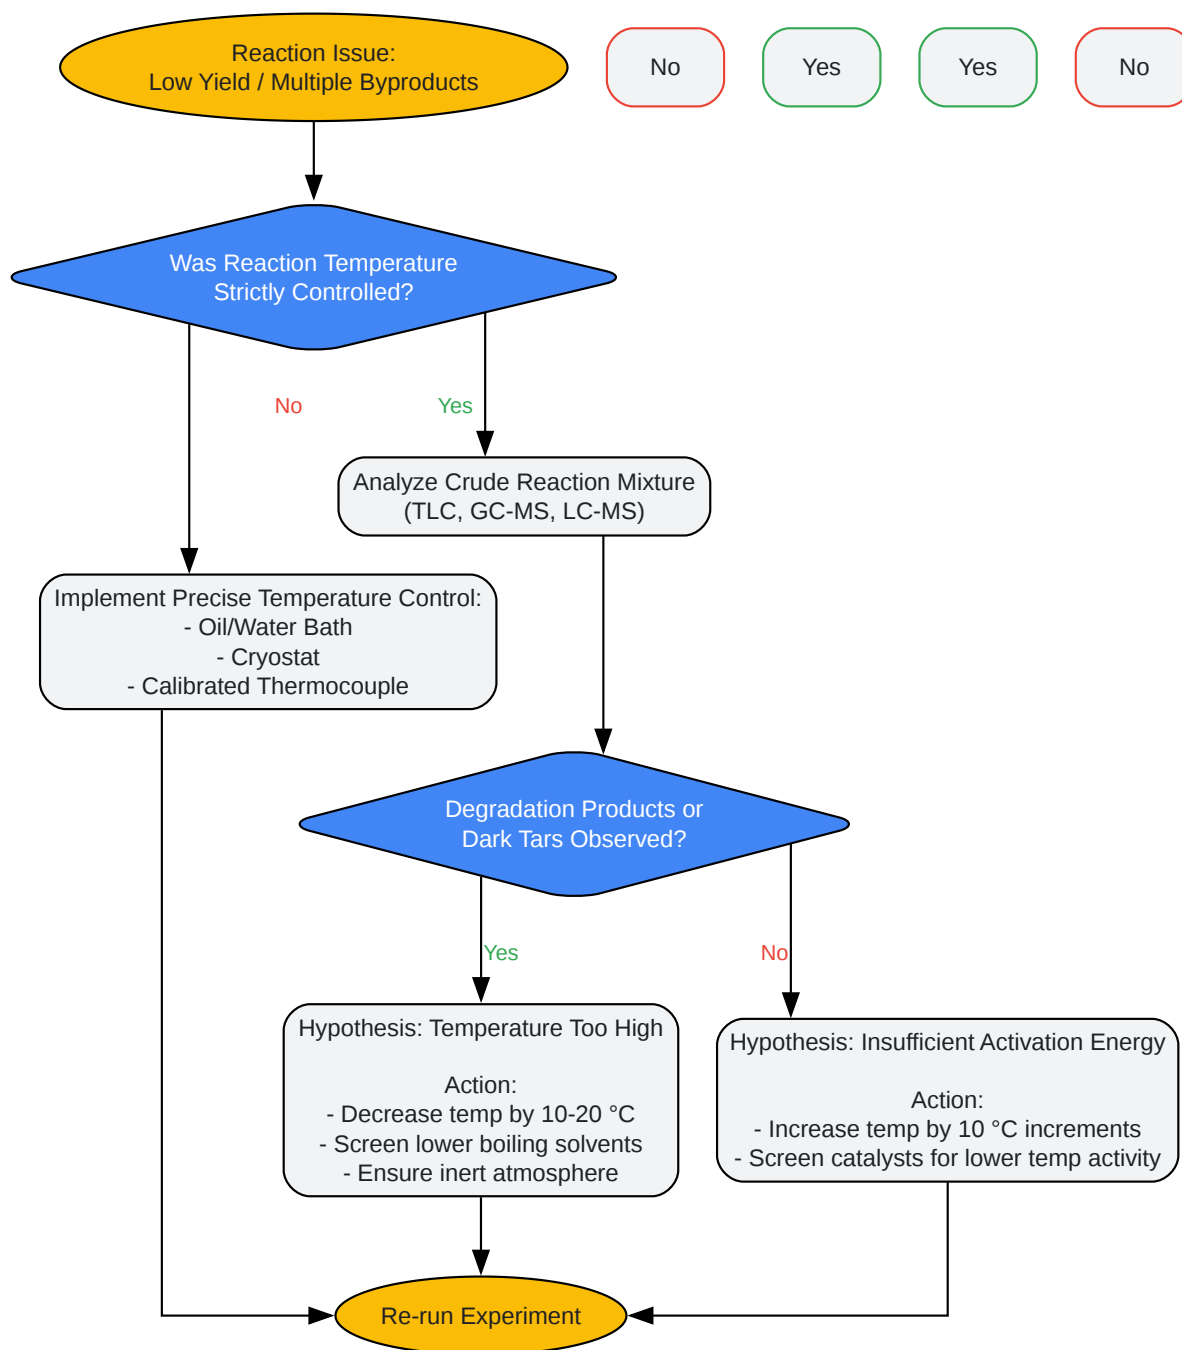 Reaction Issue:
Low Yield / Multiple Byproducts
No
Yes
Yes
No
Was Reaction Temperature
Strictly Controlled?
No
Yes
Analyze Crude Reaction Mixture
(TLC, GC-MS, LC-MS)
Implement Precise Temperature Control:
- Oil/Water Bath
- Cryostat
- Calibrated Thermocouple
Degradation Products or
Dark Tars Observed?
Yes
No
Hypothesis: Temperature Too High
Action:
- Decrease temp by 10-20 °C
- Screen lower boiling solvents
- Ensure inert atmosphere
Hypothesis: Insufficient Activation Energy
Action:
- Increase temp by 10 °C increments
- Screen catalysts for lower temp activity
Re-run Experiment